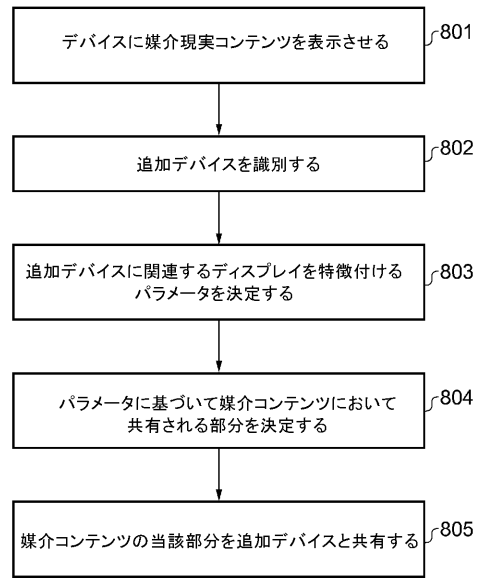 デバイスに媒介現実コンテンツを表示させる
801
追加デバイスを識別する
802
追加デバイスに関連するディスプレイを特徴付ける
パラメータを決定する
803
パラメータに基づいて媒介コンテンツにおいて
共有される部分を決定する
804
媒介コンテンツの当該部分を追加デバイスと共有する
805